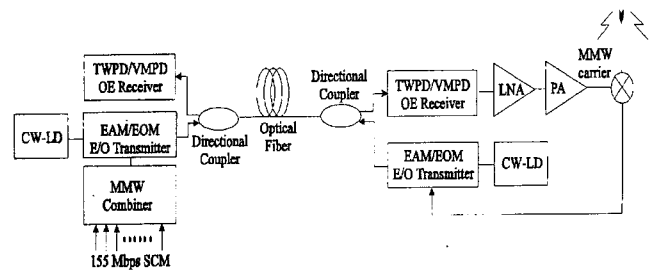 TWPD/VMPD
OE Receiver
CW-LD
EAM/EOM
E/O Transmitter
MMW
Combiner
155 Mbps SCM
Directional
Coupler
Optical
Fiber
Directional
Coupler
TWPD/VMPD
OE Receiver
LNA
PA
MMW
carrier
EAM/EOM
E/O Transmitter
CW-LD